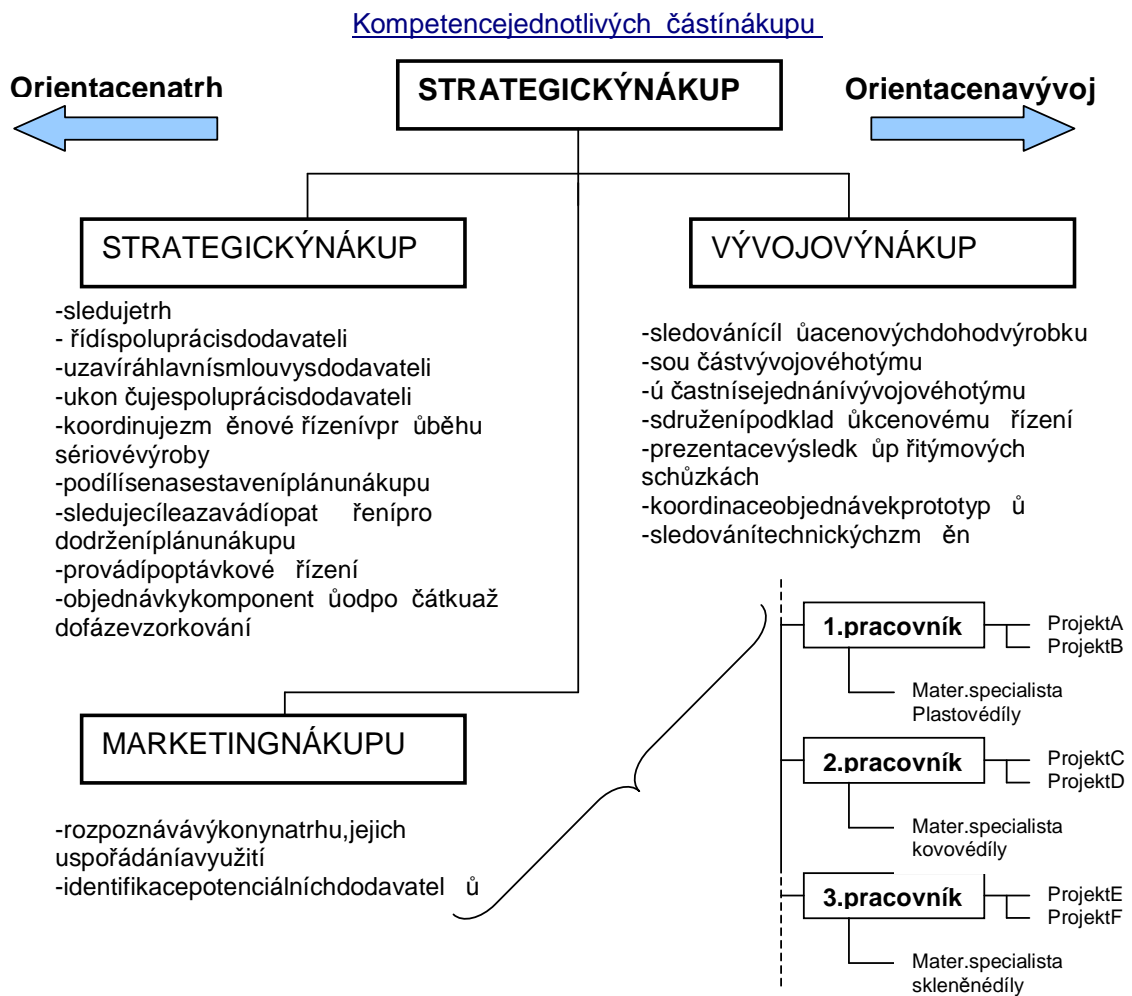 Kompetencejednotlivých částínákupu
Orientacenatrh
STRATEGICKÝNÁKUP
Orientacenavývoj
STRATEGICKÝNÁKUP
-sledujetrh
- řídíspoluprácisdodavateli
-uzavíráhlavnísmlouvysdodavateli
-ukon čujespoluprácisdodavateli
-koordinujezm ěnové řízenívpr ůběhu
sériovévýroby
-podílísenasestaveníplánunákupu
-sledujecíleazavádíopat řenípro
dodrženíplánunákupu
-provádípoptávkové řízení
-objednávkykomponent ůodpo čátkuaž
dofázevzorkování
VÝVOJOVÝNÁKUP
-sledovánícíl ůacenovýchdohodvýrobku
-sou částvývojovéhotýmu
-ú častnísejednánívývojovéhotýmu
-sdruženípodklad ůkcenovému řízení
-prezentacevýsledk ůp řitýmových
schůzkách
-koordinaceobjednávekprototyp ů
-sledovánítechnickýchzm ěn
MARKETINGNÁKUPU
-rozpoznávávýkonynatrhu,jejich
uspořádáníavyužití
-identifikacepotenciálníchdodavatel ů
1.pracovník
ProjektA
ProjektB
Mater.specialista
Plastovédíly
2.pracovník
ProjektC
ProjektD
Mater.specialista
kovovédíly
3.pracovník
ProjektE
ProjektF
Mater.specialista
skleněnédíly